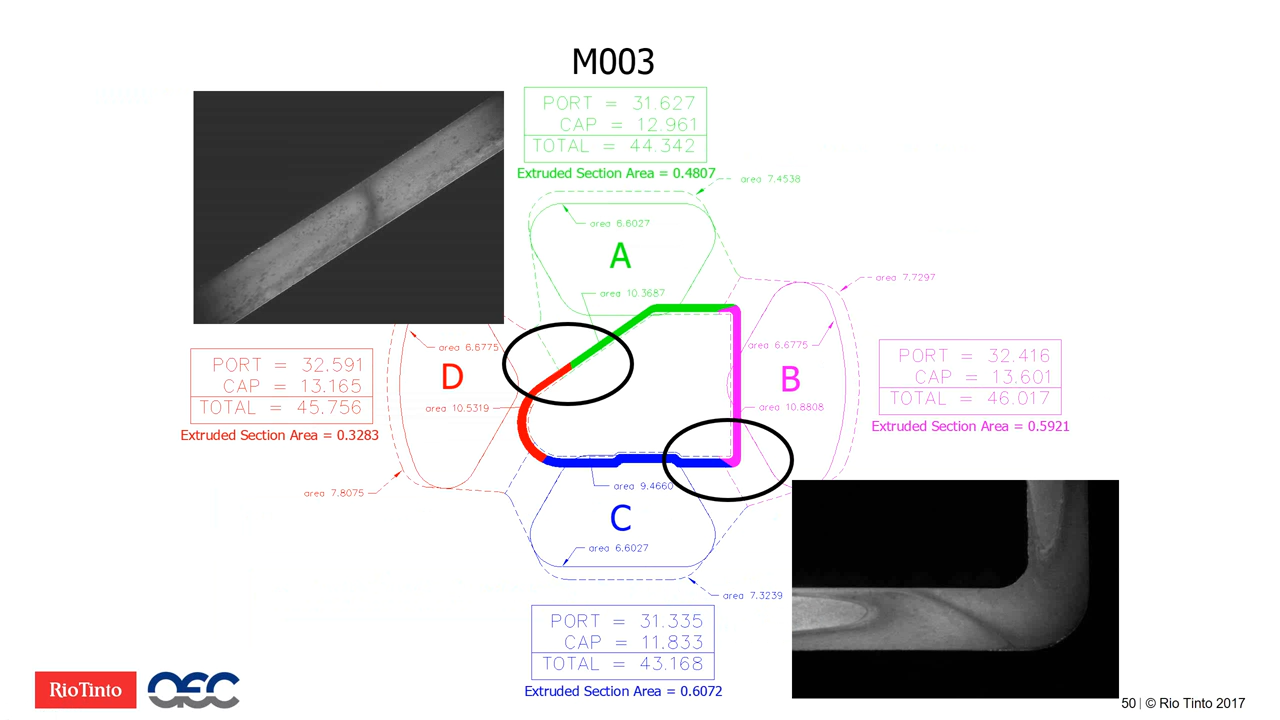 M003
PORT = 31.627
CAP = 12.961
TOTAL = 44.342
Extruded Section Area = 0.4807
area 7.4538
area 6.6027
A
area 10.3687
area 7.7297
PORT = 32.591
CAP = 13.165
TOTAL = 45.756
Extruded Section Area = 0.3283
area 6.6775
D
area 10.5319
area 7.8075
area 6.6775
B
area 10.8808
PORT = 32.416
CAP = 13.601
TOTAL = 46.017
Extruded Section Area = 0.5921
area 9.4660
C
area 6.6027
area 7.3239
PORT = 31.335
CAP = 11.833
TOTAL = 43.168
Extruded Section Area = 0.6072
RioTinto
QEC
50 | © Rio Tinto 2017